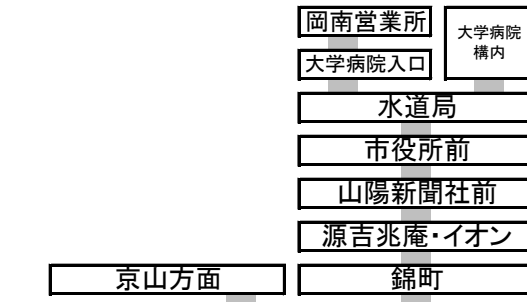 岡南営業所
大学病院
構内
大学病院入口
水道局
市役所前
山陽新聞社前
源吉兆庵・イオン
京山方面
錦町